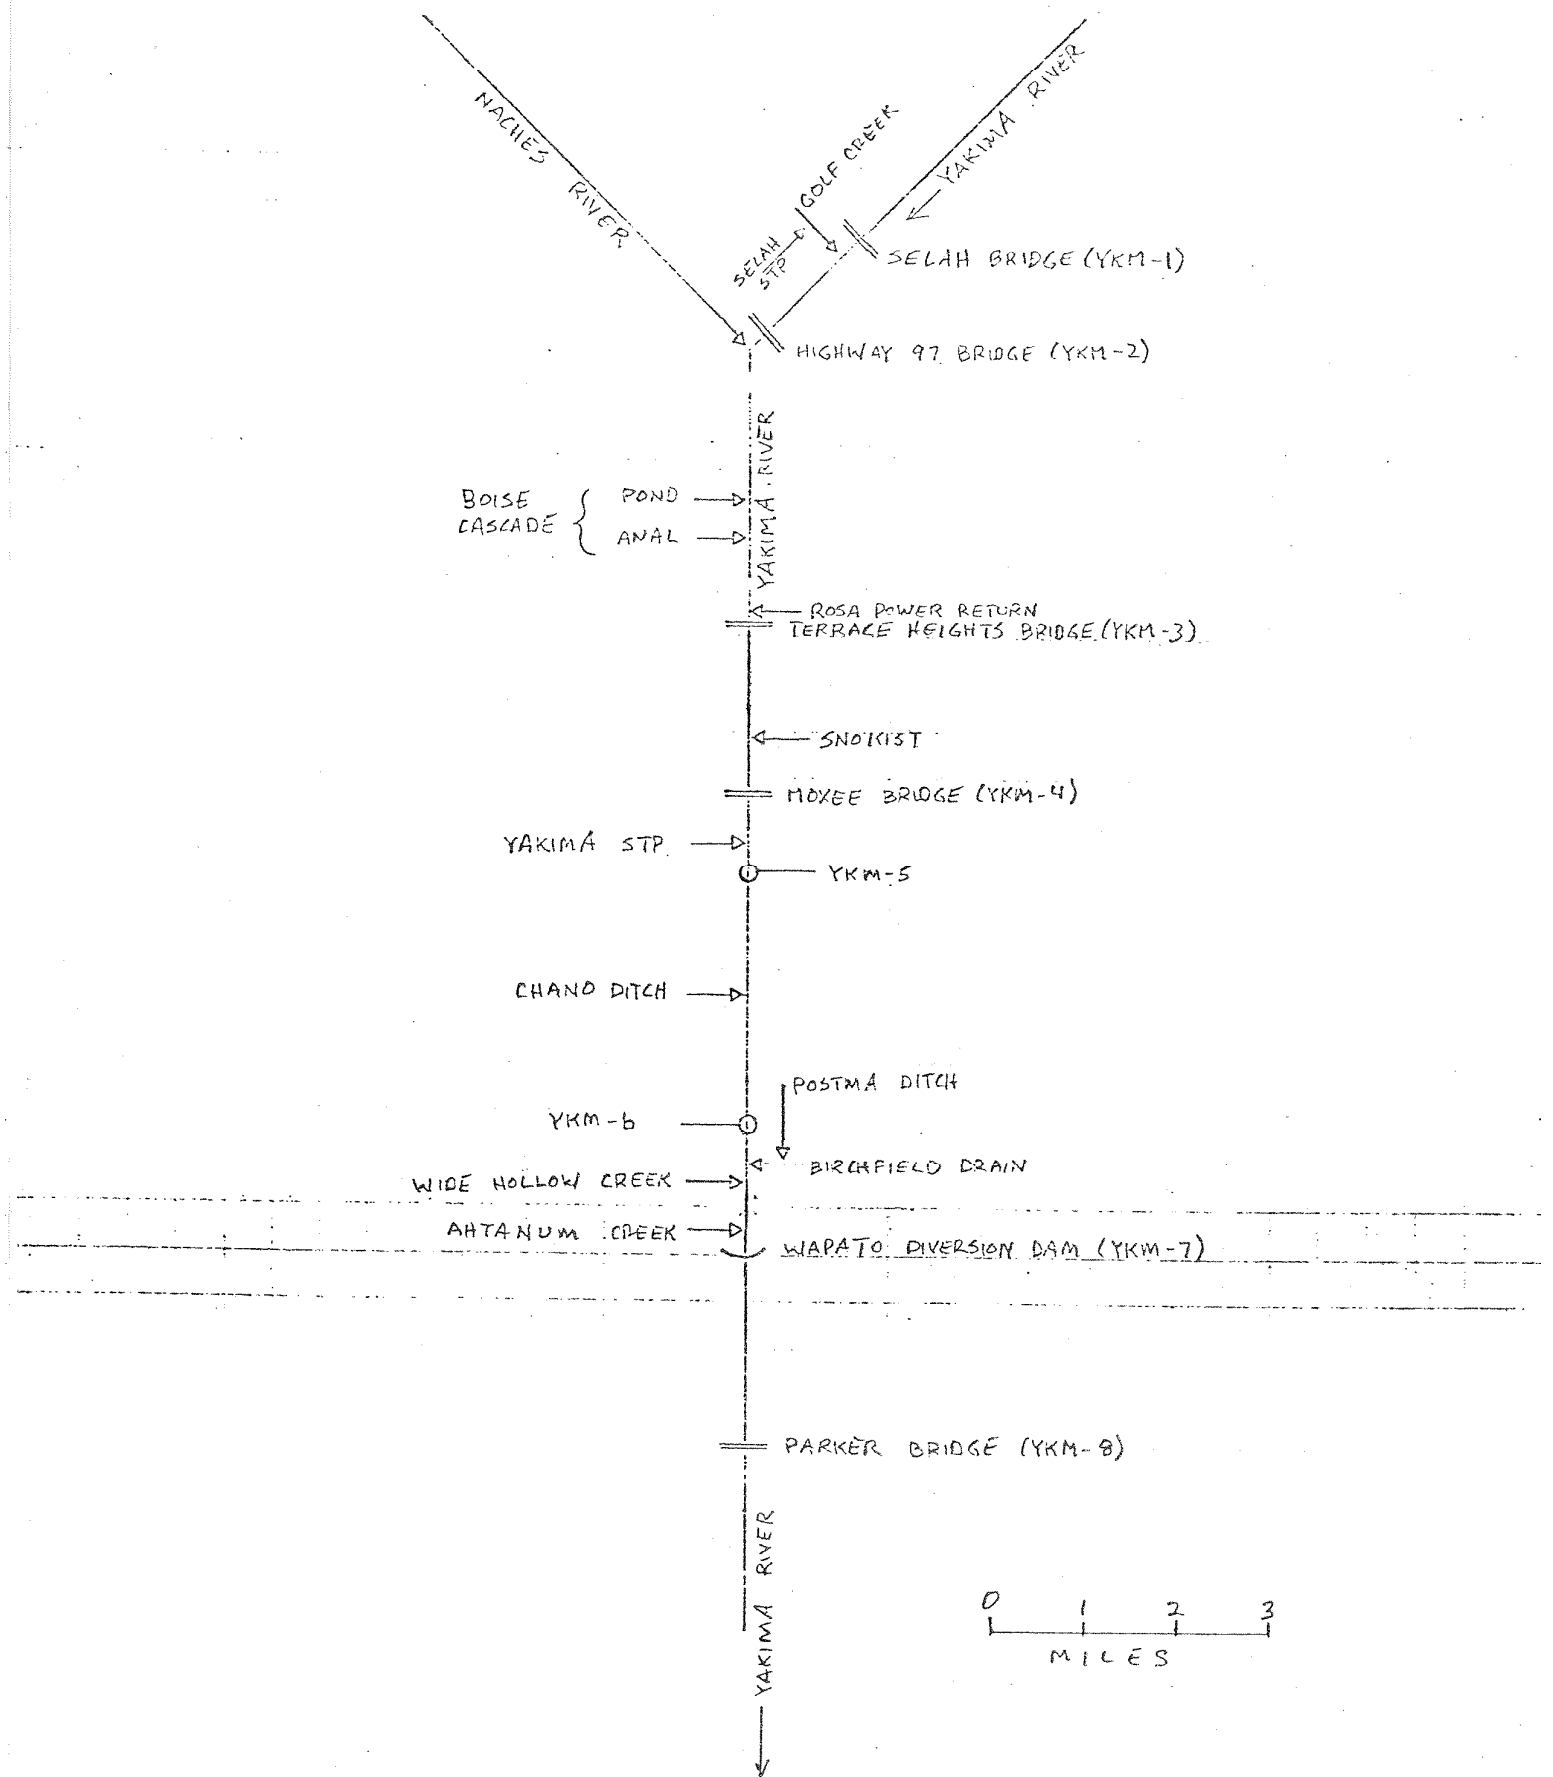 NACHES RIVER
YAKIMA RIVER
GOLF CREEK
SELAH
STP
SELAH BRIDGE (YKM-1)
HIGHWAY 97 BRIDGE (YKM-2)
YAKIMA RIVER
BOISE
CASCADE
POND
ANAL
ROSA POWER RETURN
TERRACE HEIGHTS BRIDGE (YKM-3)
SNOKIST
MOXEE BRIDGE (YKM-4)
YAKIMA STP
YKM-5
CHANO DITCH
POSTMA DITCH
YKM-6
BIRCHFIELD DRAIN
WIDE HOLLOW CREEK
AHTANUM CREEK
WAPATO DIVERSION DAM (YKM-7)
PARKER BRIDGE (YKM-8)
YAKIMA RIVER
0 1 2 3
MILES